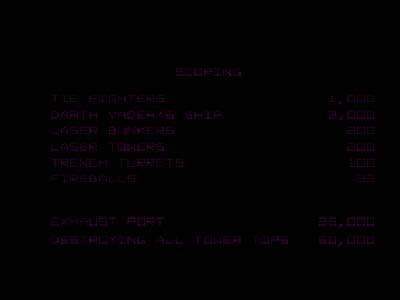 SCORING
TIE FIGHTERS 1,000
DARTH VADER'S SHIP 2,000
LASER BUNKERS 200
LASER TOWERS 200
TRENCH TURRETS 100
FIREBALLS
EXHAUST PORT 25,000
DESTROYING ALL TOWER TOPS 50,000